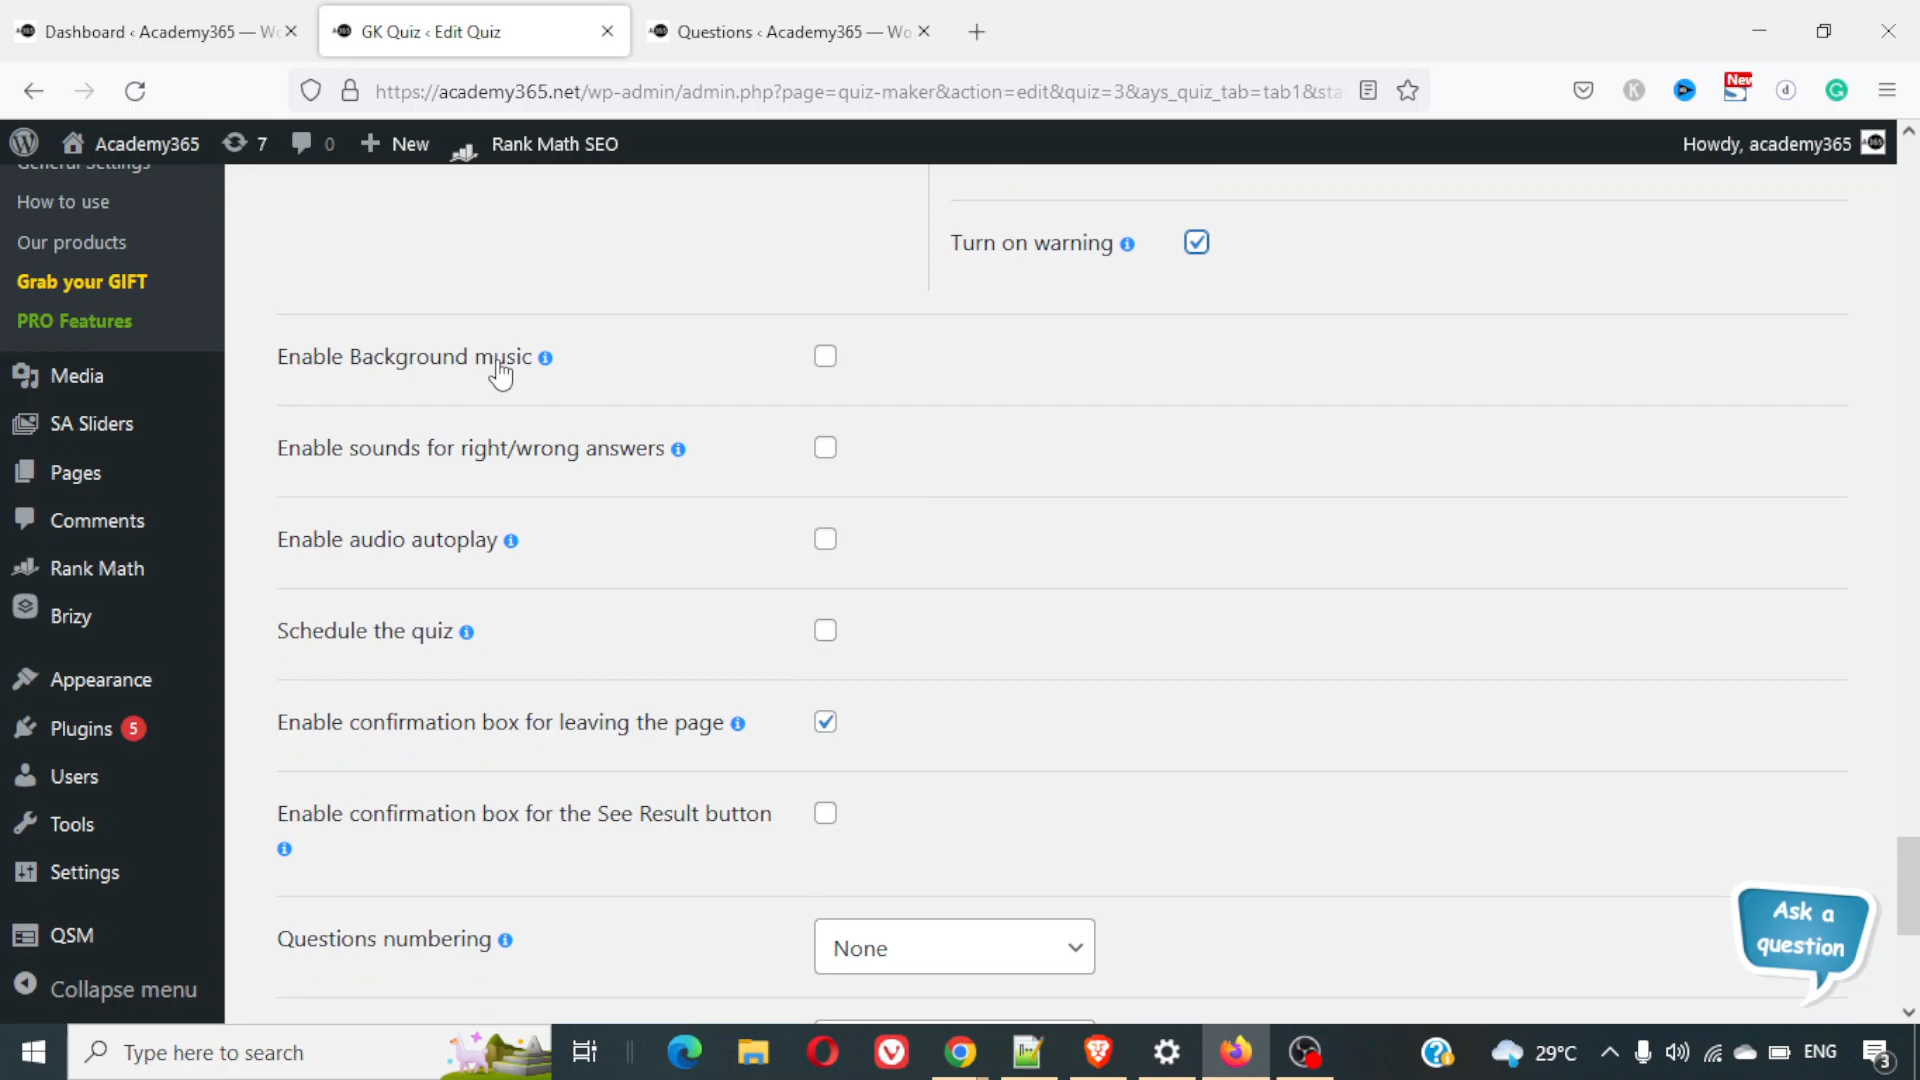 Dashboard ‹ Academy365 — Wo
GK Quiz ‹ Edit Quiz
Questions ‹ Academy365 — Wo
https://academy365.net/wp-admin/admin.php?page=quiz-maker&action=edit&quiz=3&ays_quiz_tab=tab1&sta
New
Academy365
7
0
New
Rank Math SEO
Howdy, academy365
General Settings
How to use
Our products
Grab your GIFT
PRO Features
Media
SA Sliders
Pages
Comments
Rank Math
Brizy
Appearance
Plugins 5
Users
Tools
Settings
QSM
Collapse menu
Turn on warning
Enable Background music
Enable sounds for right/wrong answers
Enable audio autoplay
Schedule the quiz
Enable confirmation box for leaving the page
Enable confirmation box for the See Result button
Questions numbering
None
Ask a
question
Type here to search
29°C
ENG
3